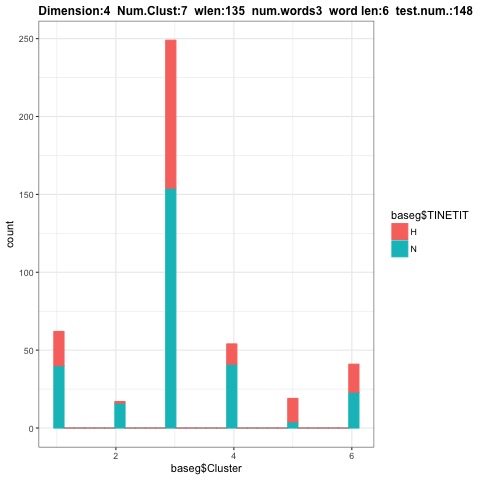 Dimension:4 Num.Clust:7 wlen:135 num.words3 word len:6 test.num.:148
250
200
150
100
50
0
count
2 4 6
baseg$Cluster
baseg$TINETIT
H
N